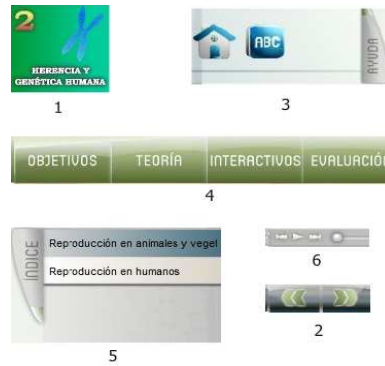 2
HERENCIA Y
GENÉTICA HUMANA
1
ABC
AYUDA
3
OBJETIVOS TEORÍA INTERACTIVOS EVALUACIÓN
4
ÍNDICE
Reproducción en animales y veget
Reproducción en humanos
5
6
2